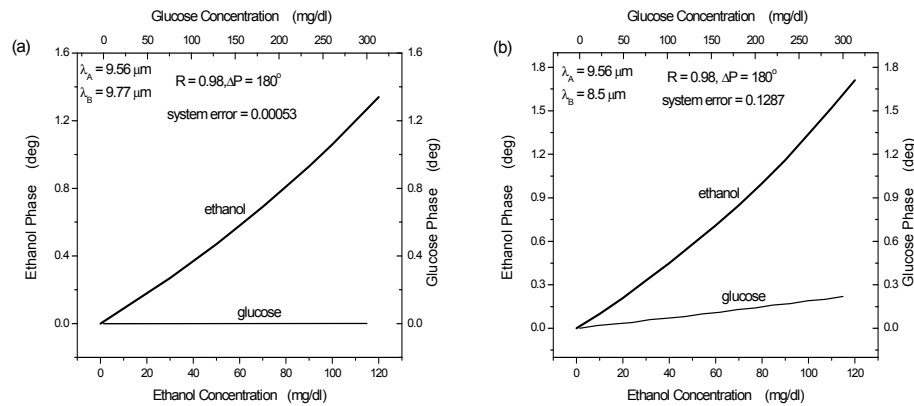 Glucose Concentration (mg/dl)
0 50 100 150 200 250 300
(a)
1.6
1.2
0.8
0.4
0.0
Ethanol Phase (deg)
λA = 9.56 µm
λB = 9.77 µm
R = 0.98, ΔP = 180°
system error = 0.00053
ethanol
glucose
1.6
1.2
0.8
0.4
0.0
Glucose Phase (deg)
0 20 40 60 80 100 120
Ethanol Concentration (mg/dl)
Glucose Concentration (mg/dl)
0 50 100 150 200 250 300
(b)
1.8
1.5
1.2
0.9
0.6
0.3
0.0
Ethanol Phase (deg)
λA = 9.56 µm
λB = 8.5 µm
R = 0.98, ΔP = 180°
system error = 0.1287
ethanol
glucose
1.8
1.5
1.2
0.9
0.6
0.3
0.0
Glucose Phase (deg)
0 20 40 60 80 100 120
Ethanol Concentration (mg/dl)